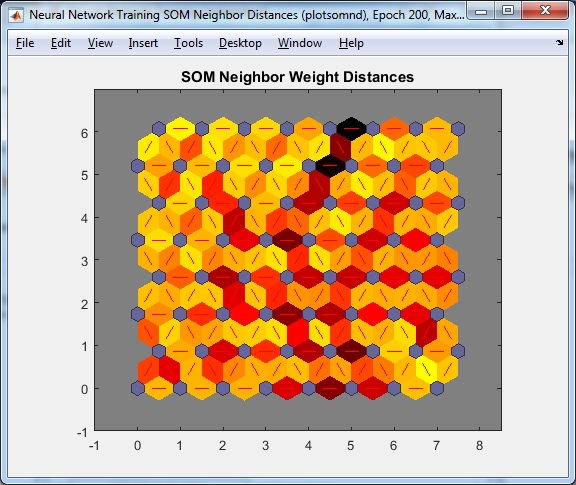 Neural Network Training SOM Neighbor Distances (plotsomnd), Epoch 200, Max...
File Edit View Insert Tools Desktop Window Help
SOM Neighbor Weight Distances
6
5
4
3
2
1
0
-1
-1 0 1 2 3 4 5 6 7 8